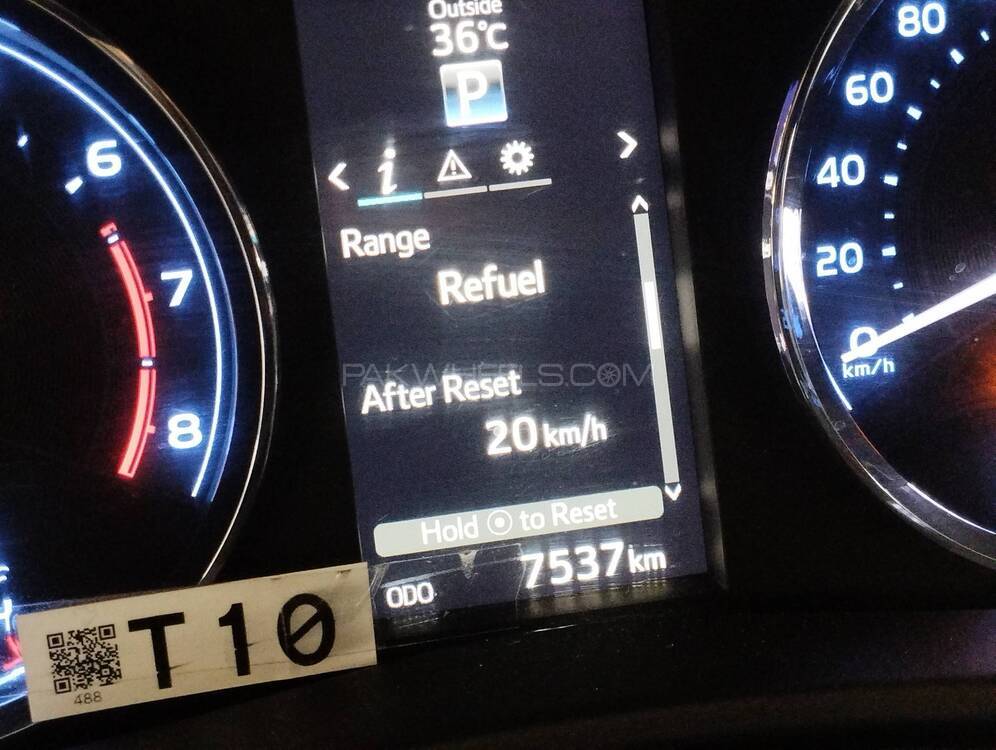 Outside
36°C
P
Range
Refuel
After Reset
20 km/h
Hold to Reset
ODO 7537 km
6
7
8
80
60
40
20
0
km/h
PAKWHEELS.COM
T10
488